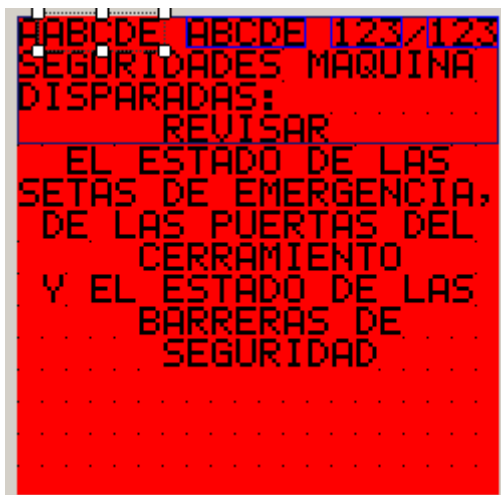 AABCDE ABCDE 123/123
SEGURIDADES MAQUINA
DISPARADAS:
REVISAR
EL ESTADO DE LAS
SETAS DE EMERGENCIA,
DE LAS PUERTAS DEL
CERRAMIENTO
Y EL ESTADO DE LAS
BARRERAS DE
SEGURIDAD